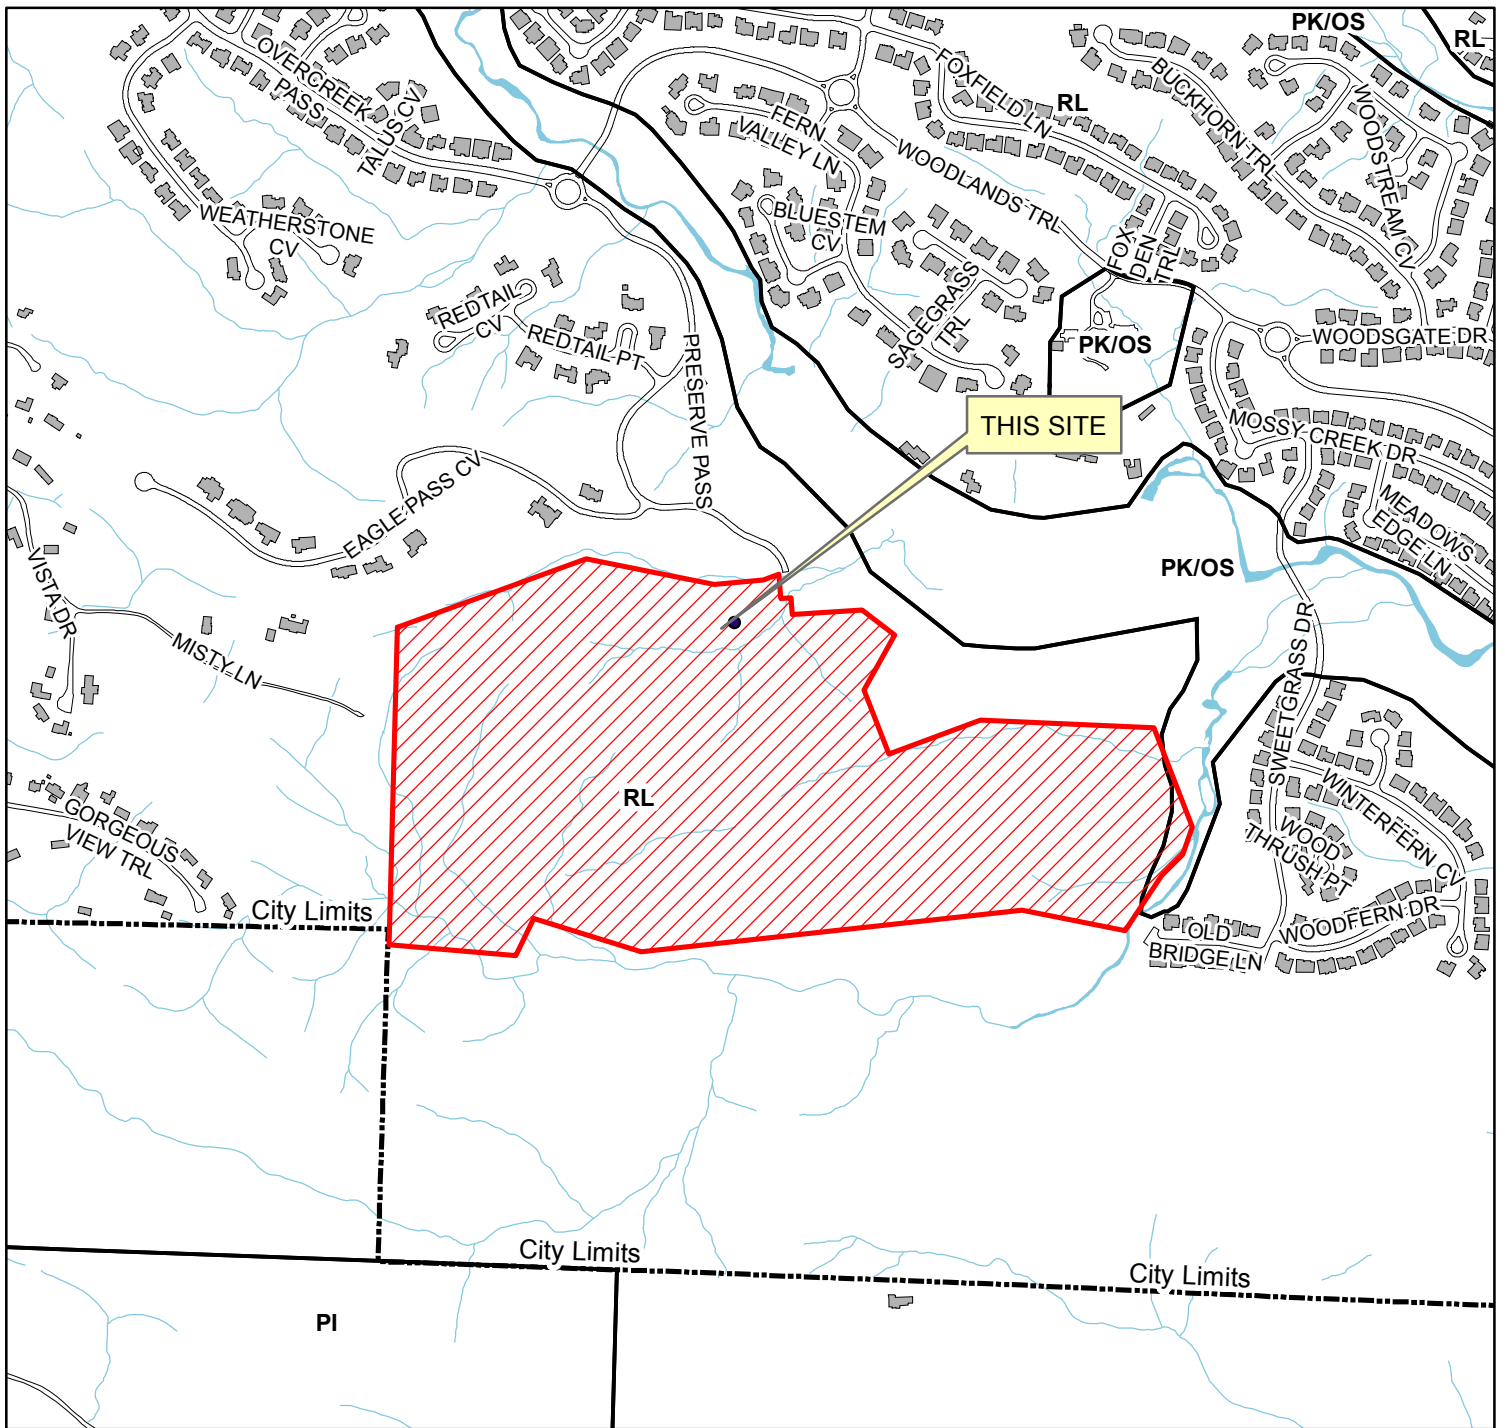 PK/OS
RL
OVERCREEK
PASS
TALUS CV
FOXFIELD LN
RL
BUCKHORN TRL
WOODSTREAM CV
FERN
VALLEY LN
WOODLANDS TRL
WEATHERSTONE
CV
BLUESTEM
CV
FOX
DEN
TRL
SAGEGRASS
TRL
REDTAIL
CV
REDTAIL PT
PRESERVE PASS
PK/OS
WOODSGATE DR
THIS SITE
MOSSY CREEK DR
MEADOWS
EDGE LN
EAGLE PASS CV
PK/OS
VISTA DR
MISTY LN
SWEETGRASS DR
RL
WINTERFERN CV
WOOD
THRUSH PT
GORGEOUS
VIEW TRL
City Limits
WOODFERN DR
OLD
BRIDGE LN
City Limits
City Limits
PI